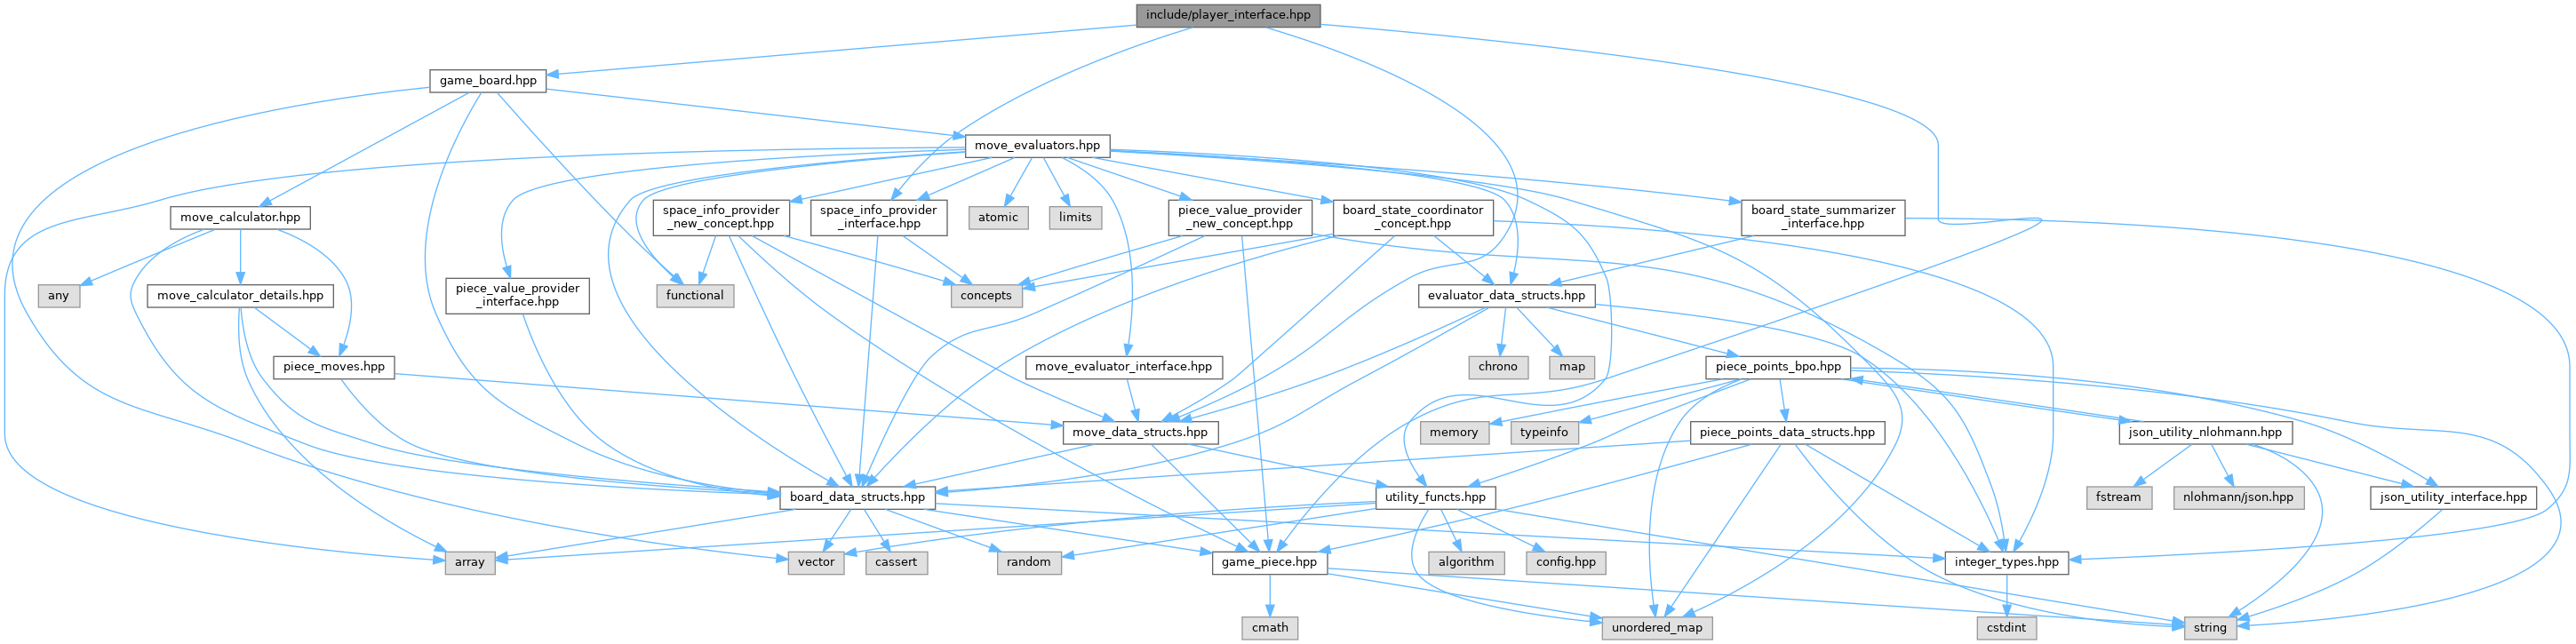 include/player_interface.hpp
game_board.hpp
move_evaluators.hpp
move_calculator.hpp
space_info_provider
_new_concept.hpp
space_info_provider
_interface.hpp
atomic
limits
piece_value_provider
_new_concept.hpp
board_state_coordinator
_concept.hpp
board_state_summarizer
_interface.hpp
any
move_calculator_details.hpp
piece_value_provider
_interface.hpp
functional
concepts
evaluator_data_structs.hpp
piece_moves.hpp
move_evaluator_interface.hpp
chrono
map
piece_points_bpo.hpp
move_data_structs.hpp
memory
typeinfo
piece_points_data_structs.hpp
json_utility_nlohmann.hpp
board_data_structs.hpp
utility_functs.hpp
fstream
nlohmann/json.hpp
json_utility_interface.hpp
array
vector
cassert
random
game_piece.hpp
algorithm
config.hpp
integer_types.hpp
cmath
unordered_map
cstdint
string